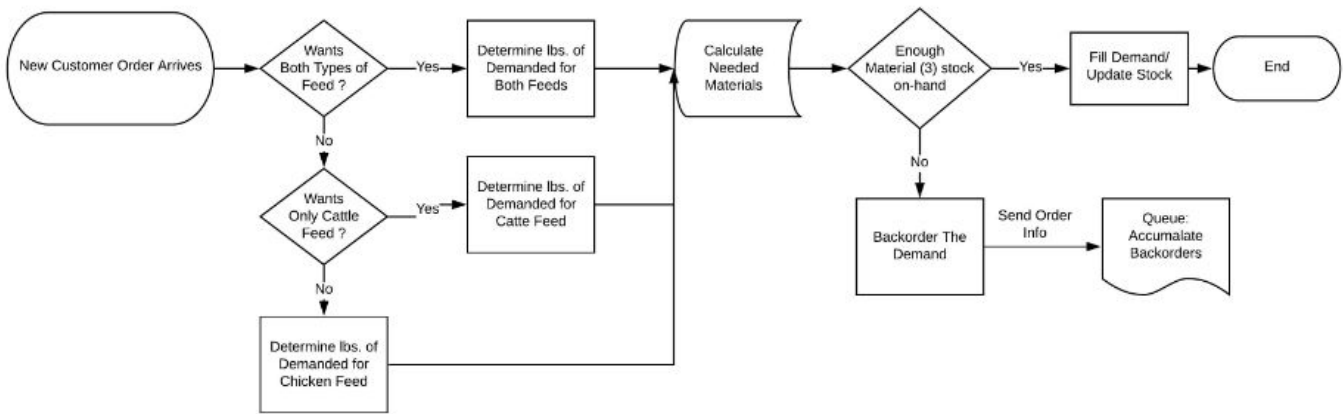 New Customer Order Arrives
Wants
Both Types of
Feed ?
Yes
Determine lbs. of
Demanded for
Both Feeds
Calculate
Needed
Materials
Enough
Material (3) stock
on-hand
Yes
Fill Demand/
Update Stock
End
No
Wants
Only Cattle
Feed ?
Yes
Determine lbs. of
Demanded for
Catte Feed
No
Determine lbs. of
Demanded for
Chicken Feed
No
Backorder The
Demand
Send Order
Info
Queue:
Accumalate
Backorders